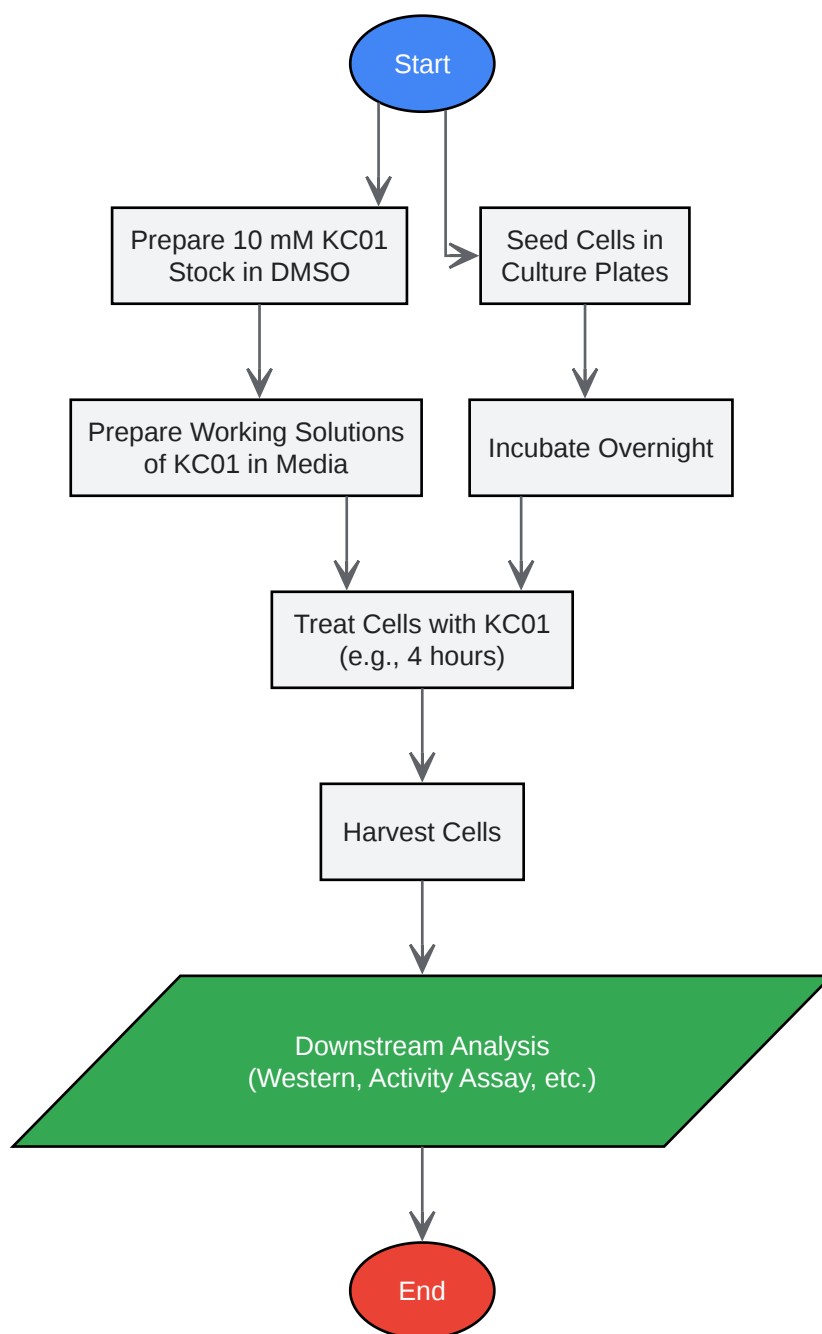 Start
Prepare 10 mM KC01
Stock in DMSO
Seed Cells in
Culture Plates
Prepare Working Solutions
of KC01 in Media
Incubate Overnight
Treat Cells with KC01
(e.g., 4 hours)
Harvest Cells
Downstream Analysis
(Western, Activity Assay, etc.)
End